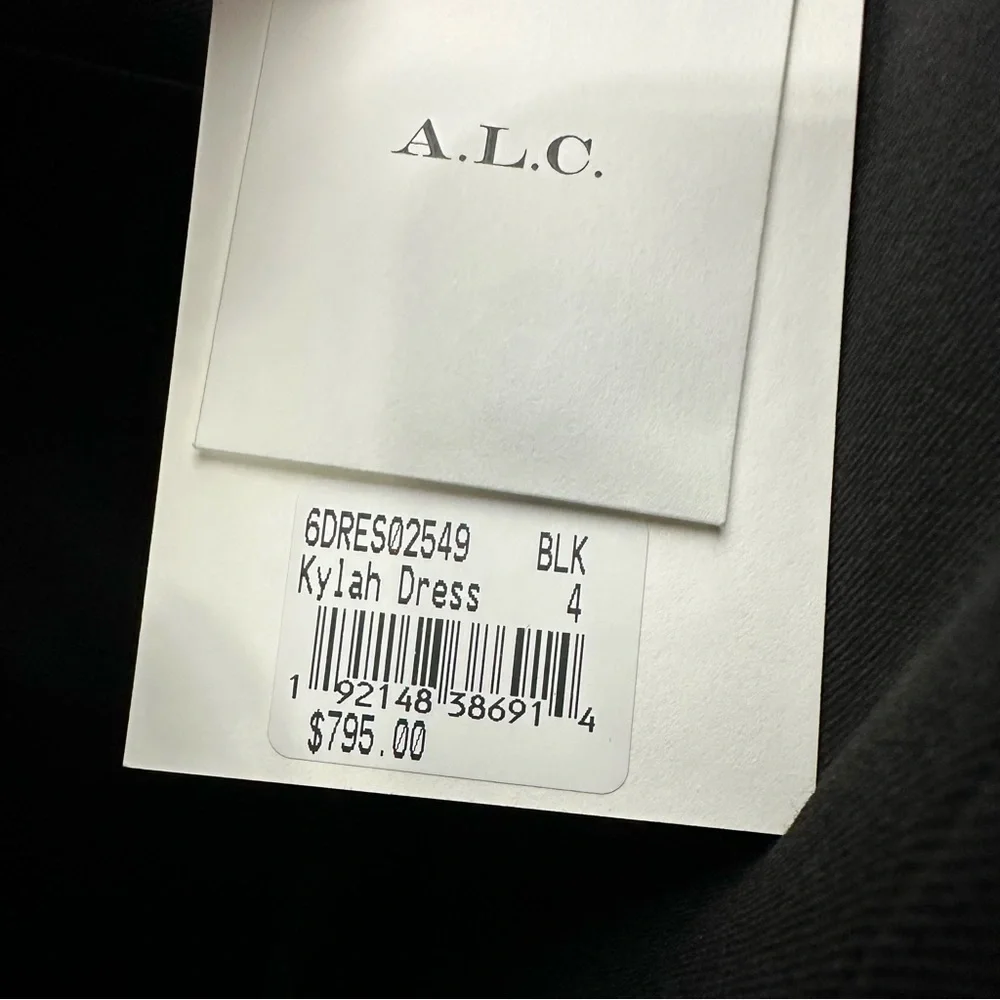 A.L.C.
6DRES02549 BLK
Kylah Dress 4
1 92148 38691 4
$795.00